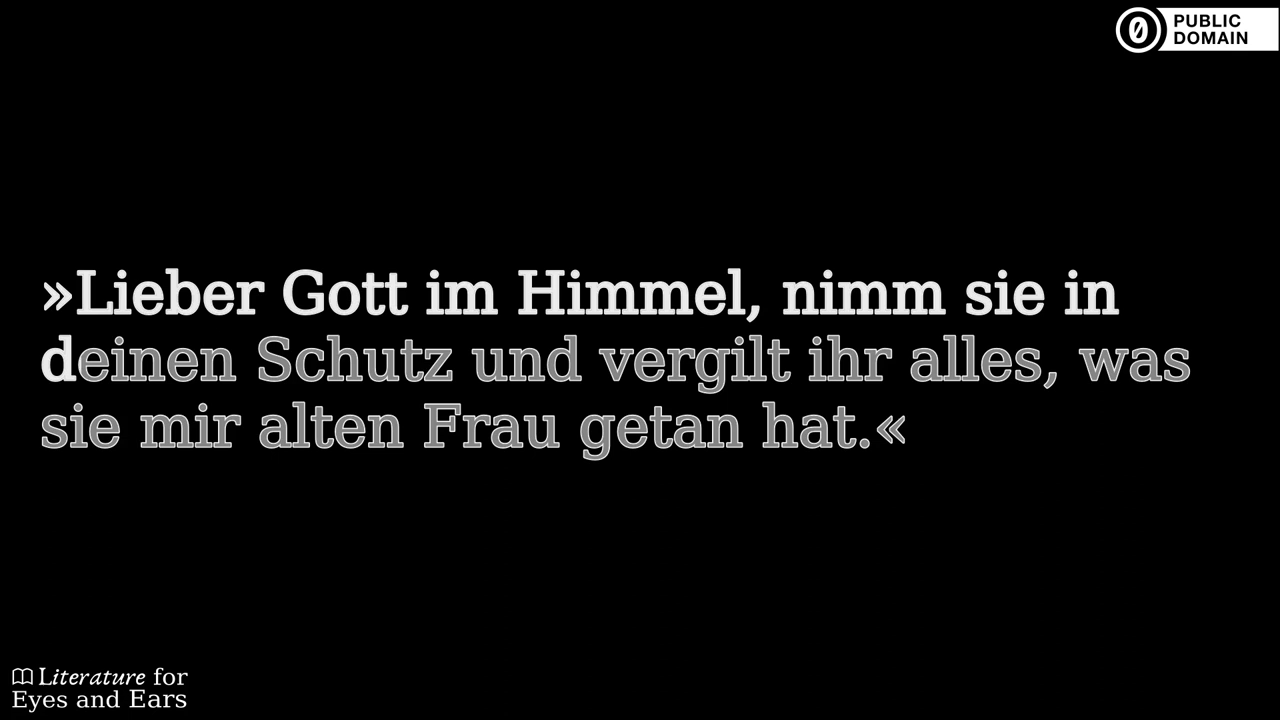 PUBLIC
DOMAIN
»Lieber Gott im Himmel, nimm sie in
deinen Schutz und vergilt ihr alles, was
sie mir alten Frau getan hat.«
Literature for
Eyes and Ears